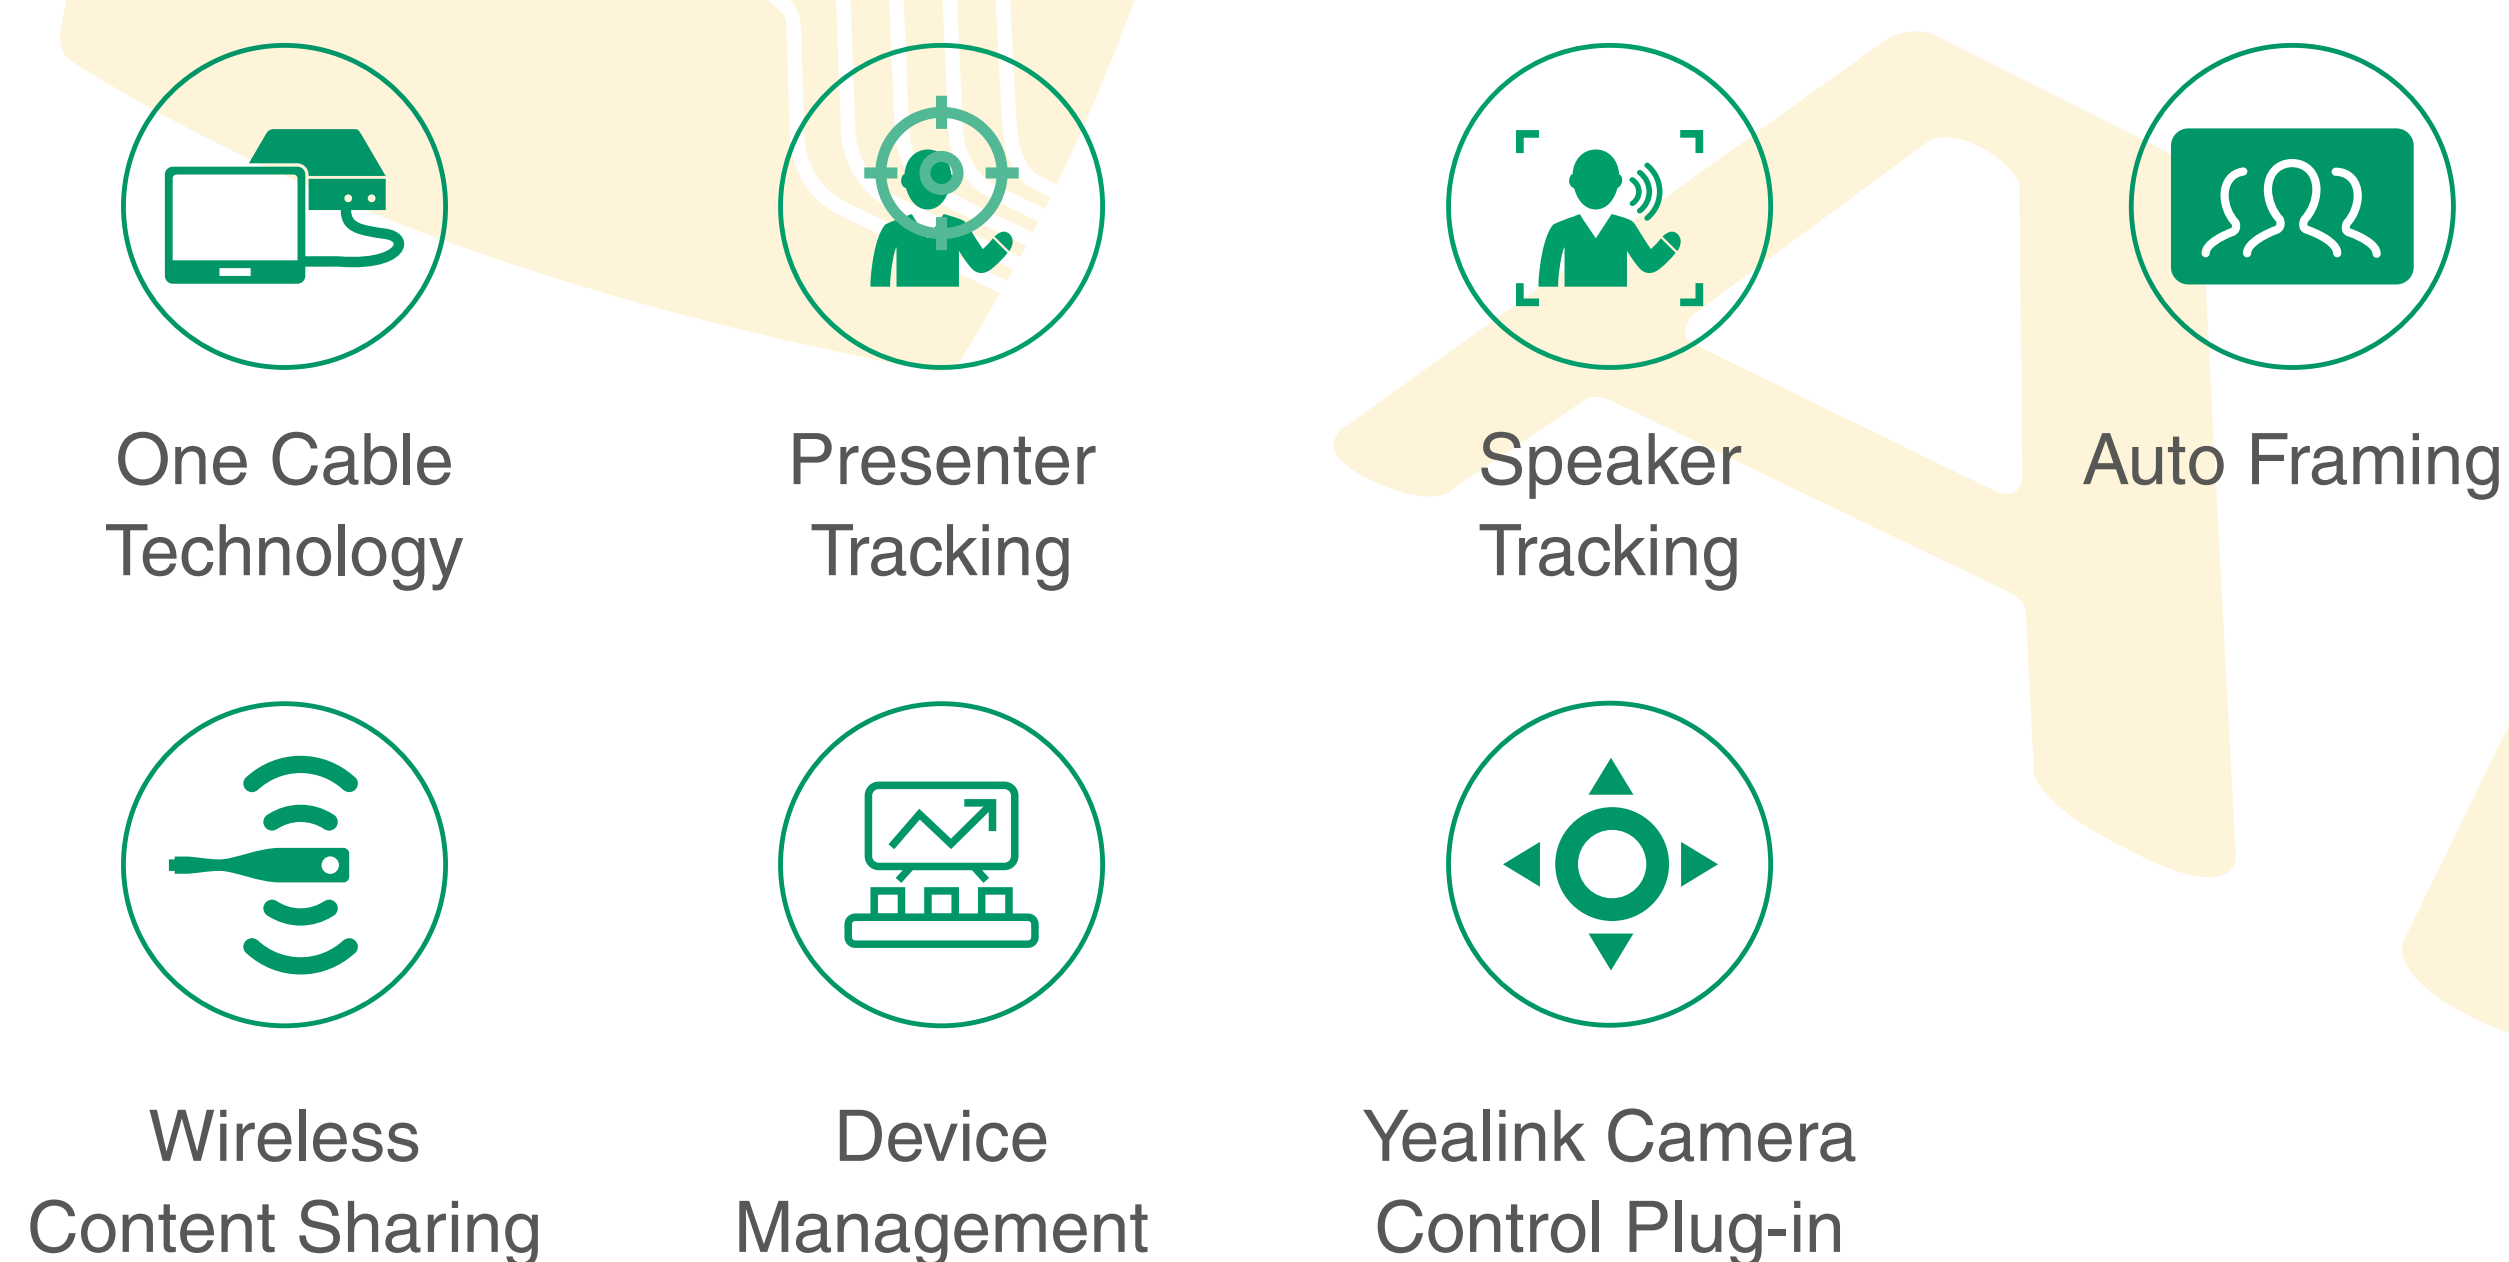 One Cable
Technology
Presenter
Tracking
Speaker
Tracking
Auto Framing
Wireless
Content Sharing
Device
Management
Yealink Camera
Control Plug-in